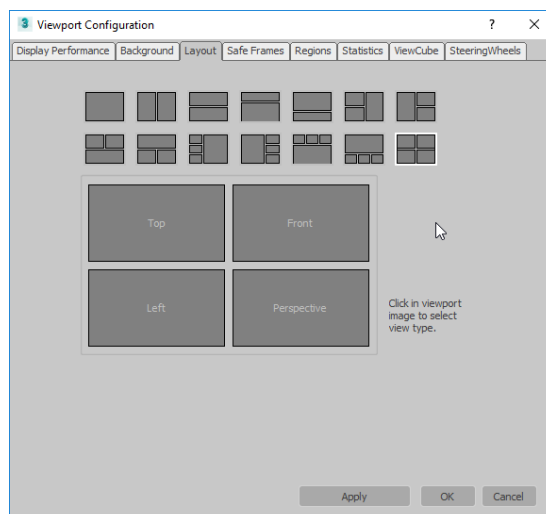 3 Viewport Configuration ?
Display Performance Background Layout Safe Frames Regions Statistics ViewCube SteeringWheels
Top Front
Left Perspective
Click in viewport
image to select
view type.
Apply OK Cancel